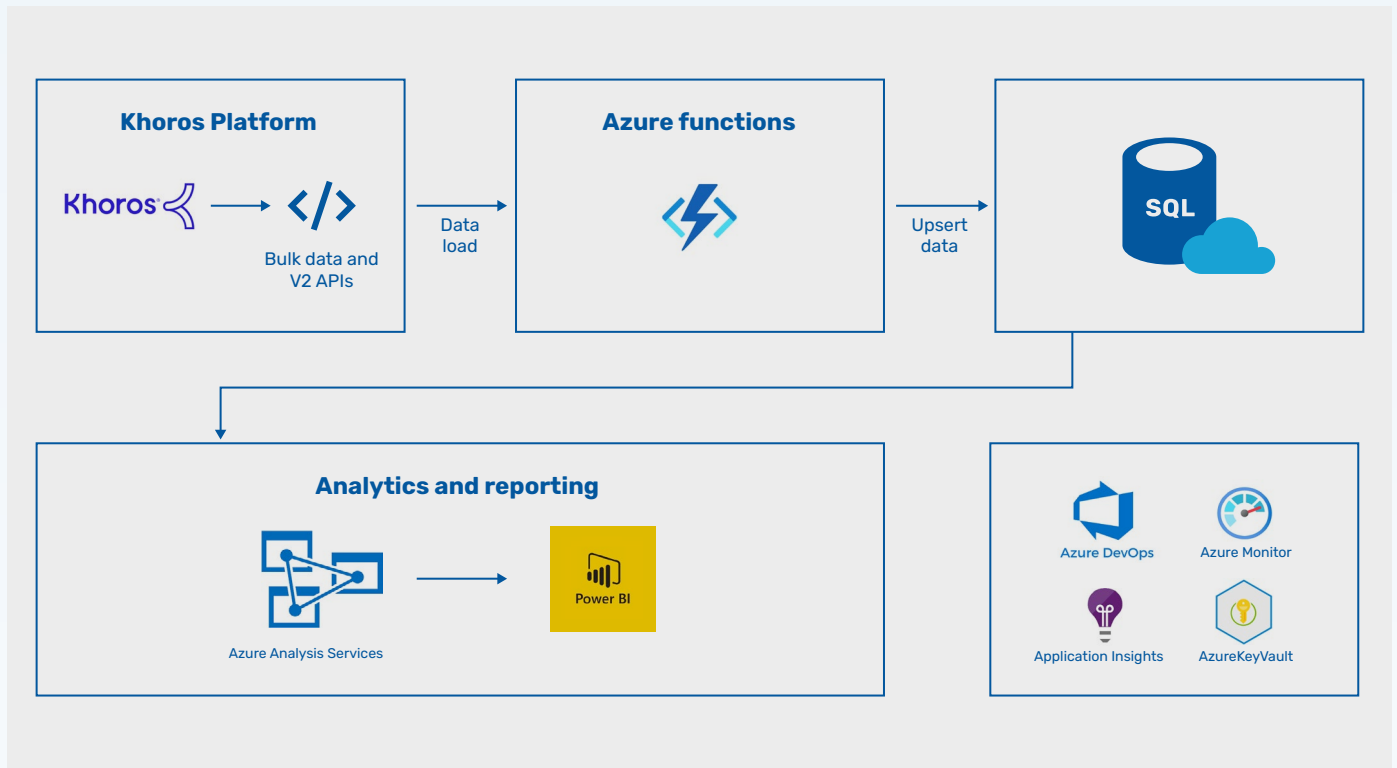 Khoros Platform
Khoros
Bulk data and
V2 APIs
Data
load
Azure functions
Upsert
data
SQL
Analytics and reporting
Azure Analysis Services
Power BI
Azure DevOps
Azure Monitor
Application Insights
AzureKeyVault